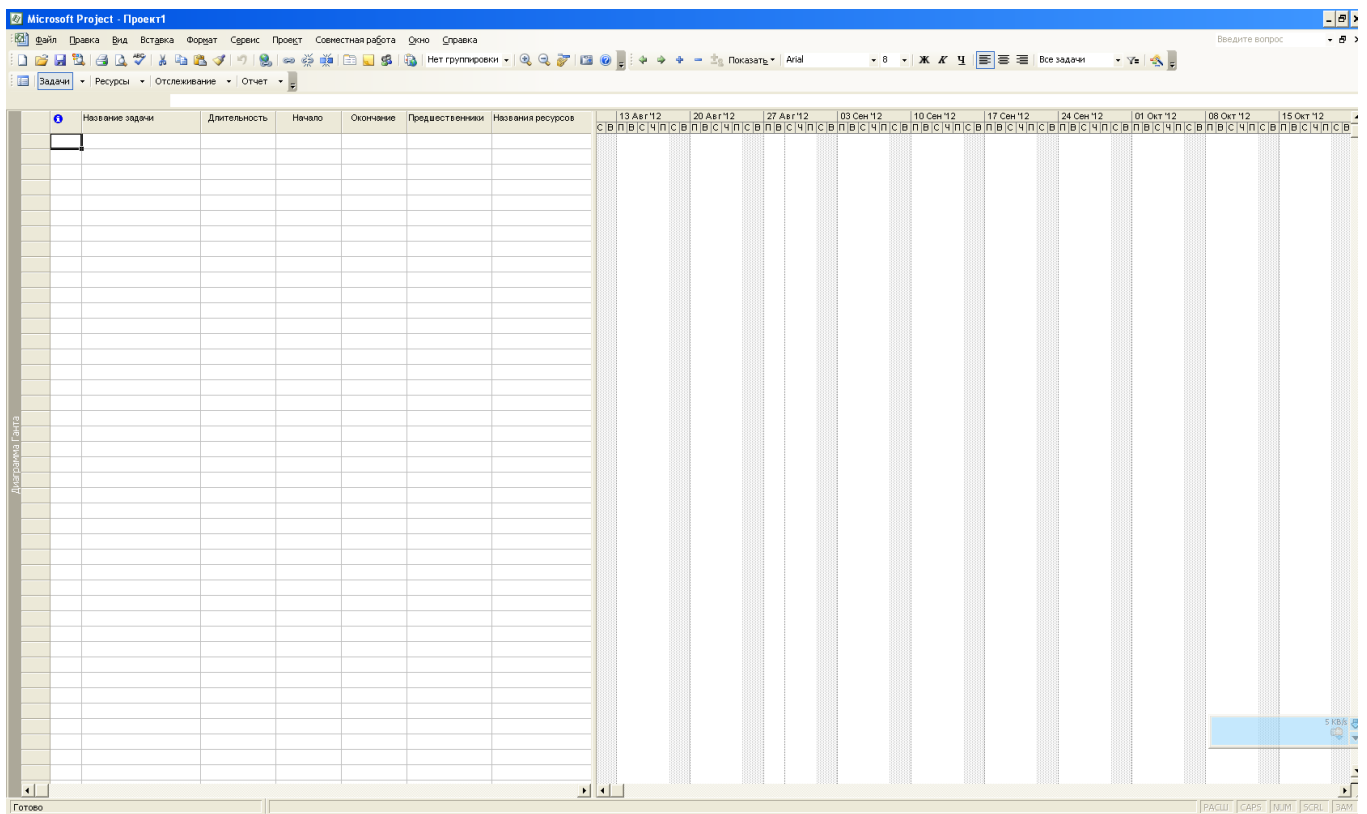 Microsoft Project - Проект1
Файл Правка Вид Вставка Формат Сервис Проект Совместная работа Окно Справка Введите вопрос
Нет группировки Показать Arial 8 Ж К Ч Все задачи
Задачи Ресурсы Отслеживание Отчет
Название задачи Длительность Начало Окончание Предшественники Названия ресурсов
13 Авг '12 20 Авг '12 27 Авг '12 03 Сен '12 10 Сен '12 17 Сен '12 24 Сен '12 01 Окт '12 08 Окт '12 15 Окт '12
С В П В С Ч П С В П В С Ч П С В П В С Ч П С В П В С Ч П С В П В С Ч П С В П В С Ч П С В П В С Ч П С В П В С Ч П С В П В С Ч П С В П В С Ч П С В
Диаграмма Ганта
5 KB/s
Готово РАСШ CAPS NUM SCRL ЗАМ